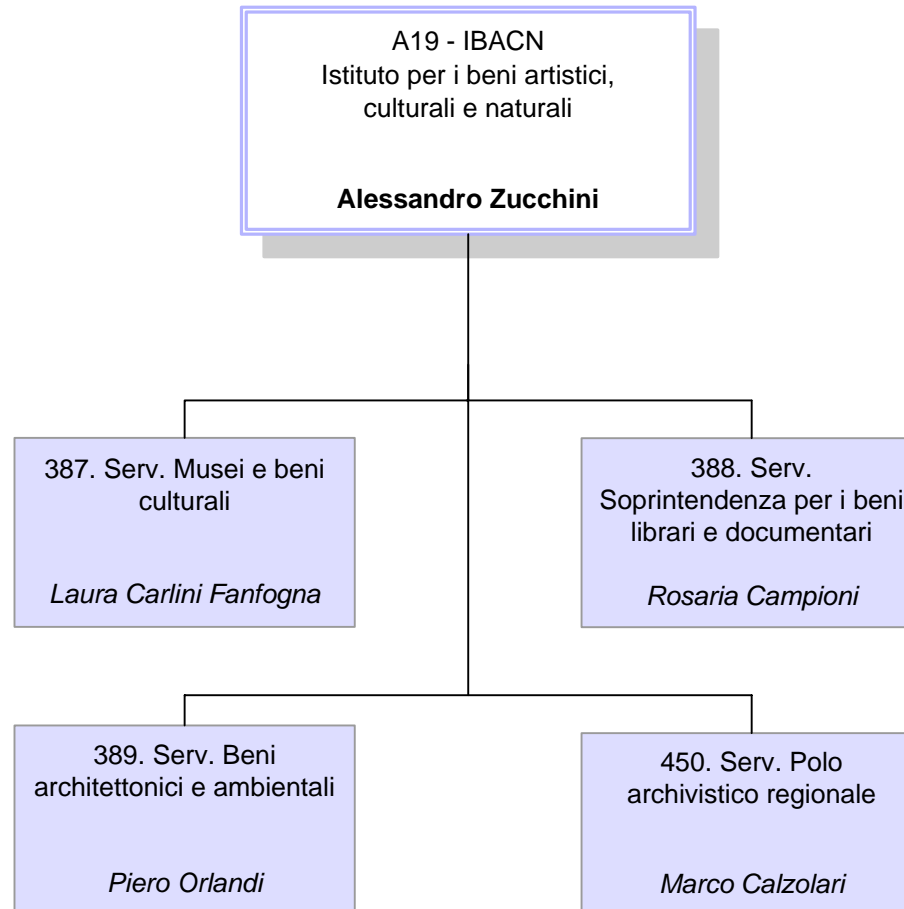 A19 - IBACN
Istituto per i beni artistici,
culturali e naturali
Alessandro Zucchini
387. Serv. Musei e beni
culturali
Laura Carlini Fanfogna
388. Serv.
Soprintendenza per i beni
librari e documentari
Rosaria Campioni
389. Serv. Beni
architettonici e ambientali
Piero Orlandi
450. Serv. Polo
archivistico regionale
Marco Calzolari